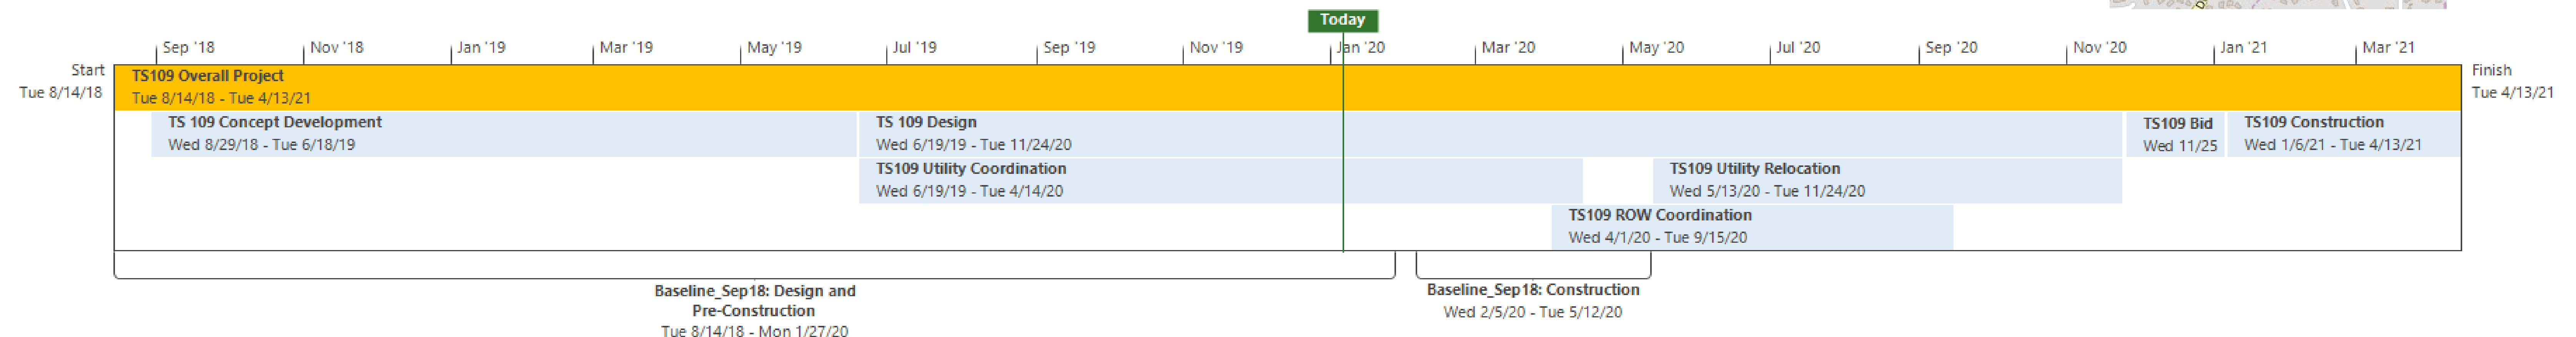 Today
Sep '18 Nov '18 Jan '19 Mar '19 May '19 Jul '19 Sep '19 Nov '19 Jan '20 Mar '20 May '20 Jul '20 Sep '20 Nov '20 Jan '21 Mar '21
Start
Tue 8/14/18
TS109 Overall Project
Tue 8/14/18 - Tue 4/13/21
Finish
Tue 4/13/21
TS 109 Concept Development
Wed 8/29/18 - Tue 6/18/19
TS 109 Design
Wed 6/19/19 - Tue 11/24/20
TS109 Bid
Wed 11/25
TS109 Construction
Wed 1/6/21 - Tue 4/13/21
TS109 Utility Coordination
Wed 6/19/19 - Tue 4/14/20
TS109 Utility Relocation
Wed 5/13/20 - Tue 11/24/20
TS109 ROW Coordination
Wed 4/1/20 - Tue 9/15/20
Baseline_Sep18: Design and
Pre-Construction
Tue 8/14/18 - Mon 1/27/20
Baseline_Sep18: Construction
Wed 2/5/20 - Tue 5/12/20